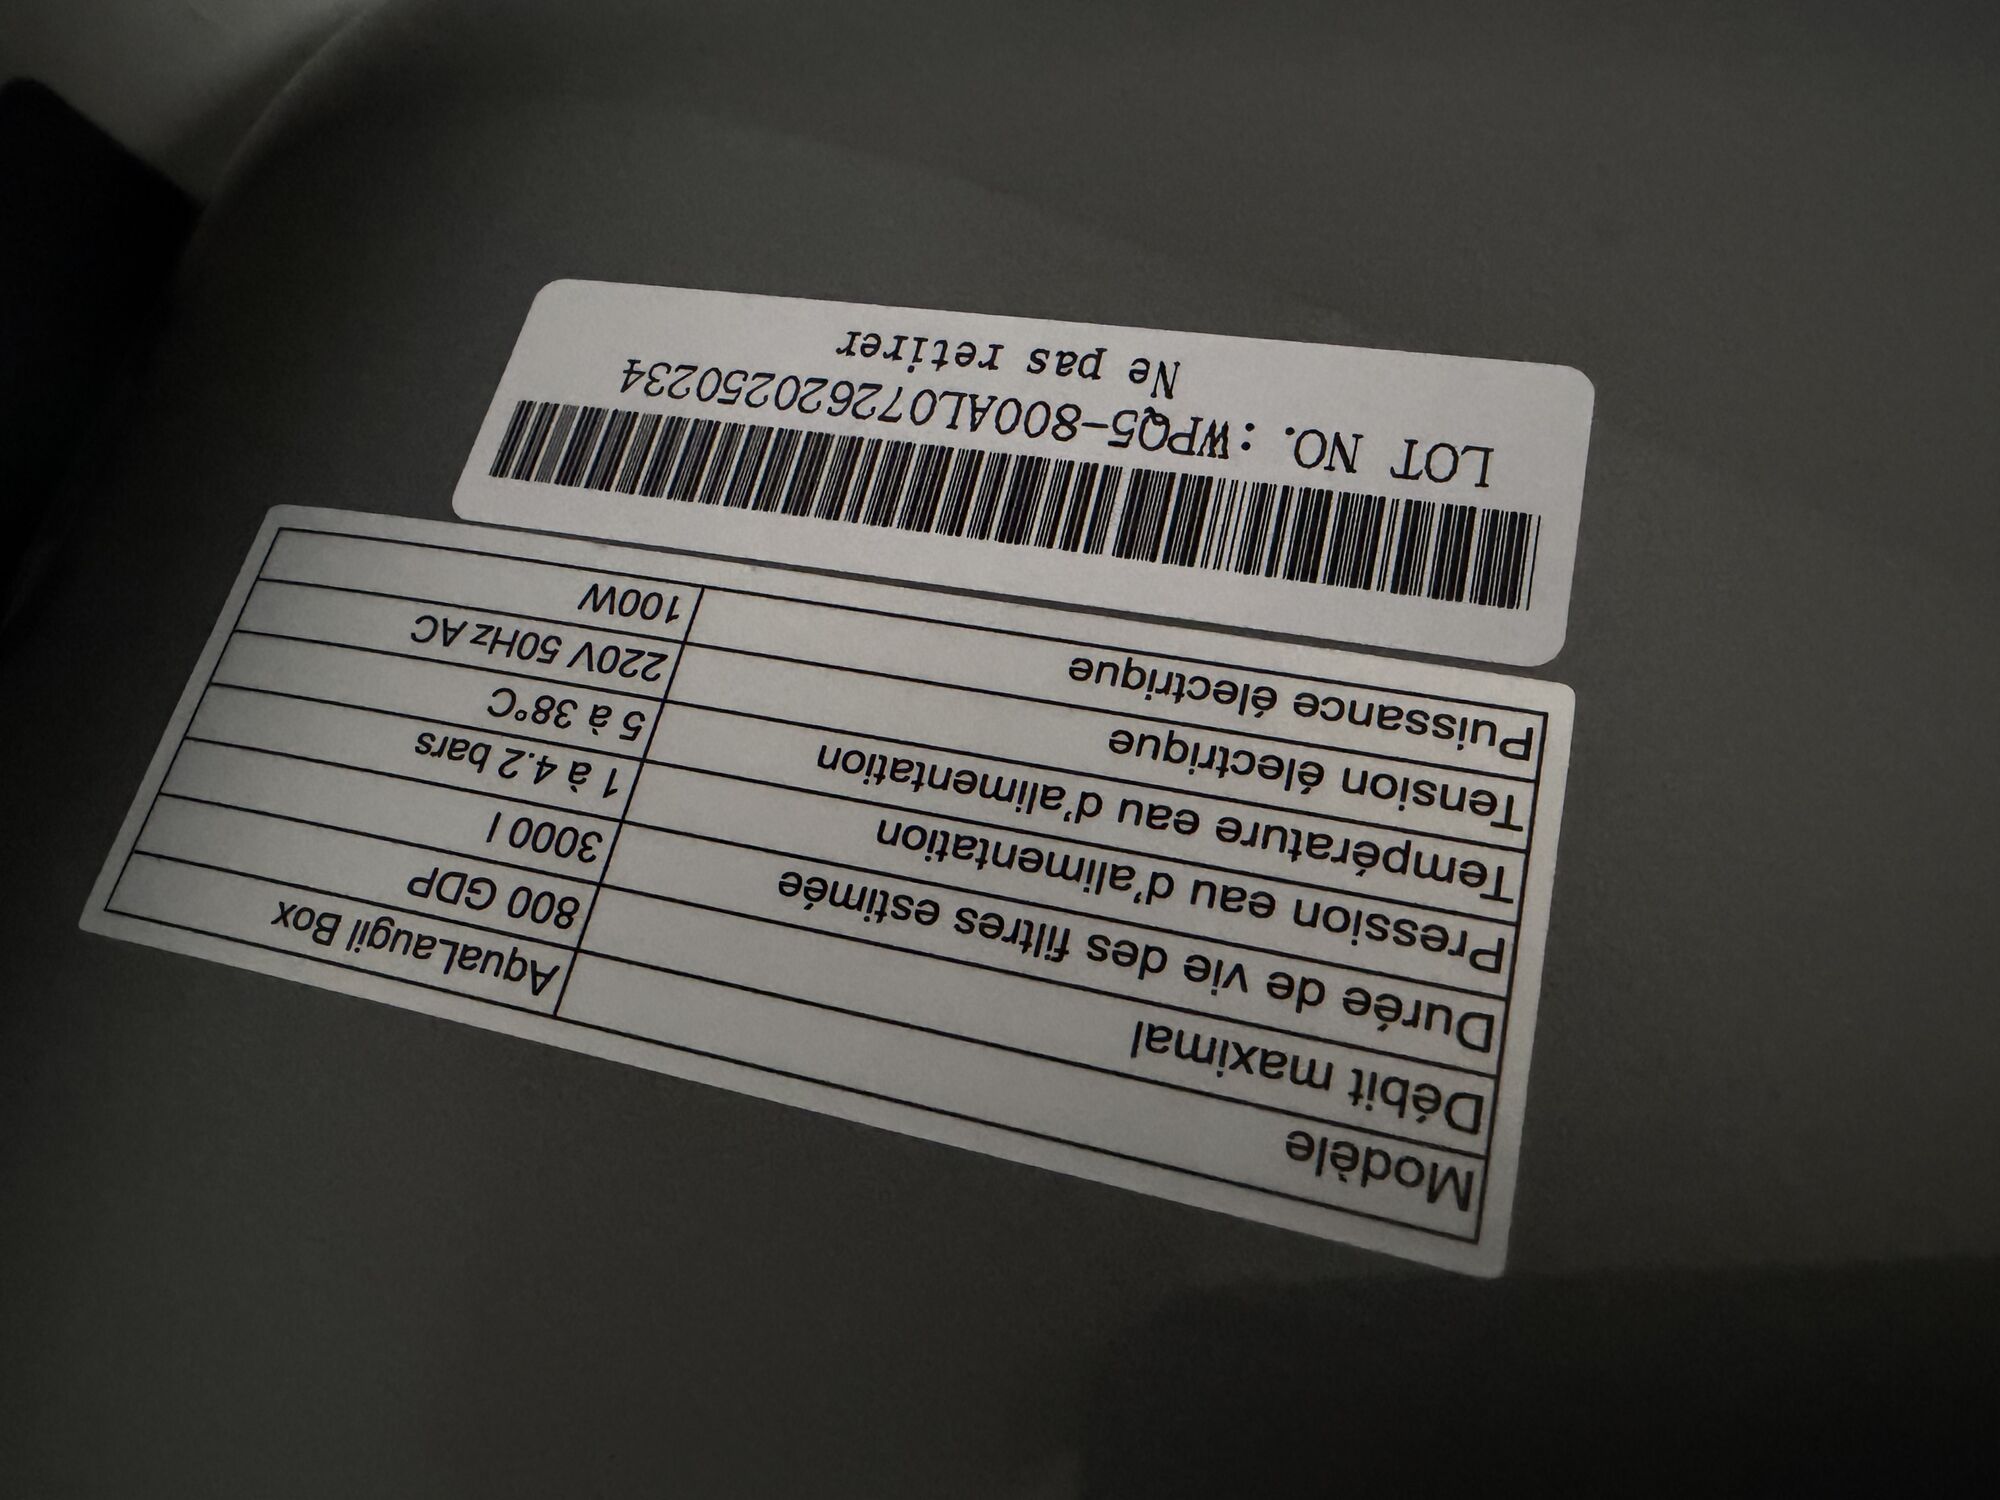 Modèle AquaLaugil Box
Débit maximal 800 GDP
Durée de vie des filtres estimée 3000 l
Pression eau d'alimentation 1 à 4.2 bars
Température eau d'alimentation 5 à 38°C
Tension électrique 220V 50Hz AC
Puissance électrique 100W
LOT NO. :WPQ5-800AL072620250234
Ne pas retirer